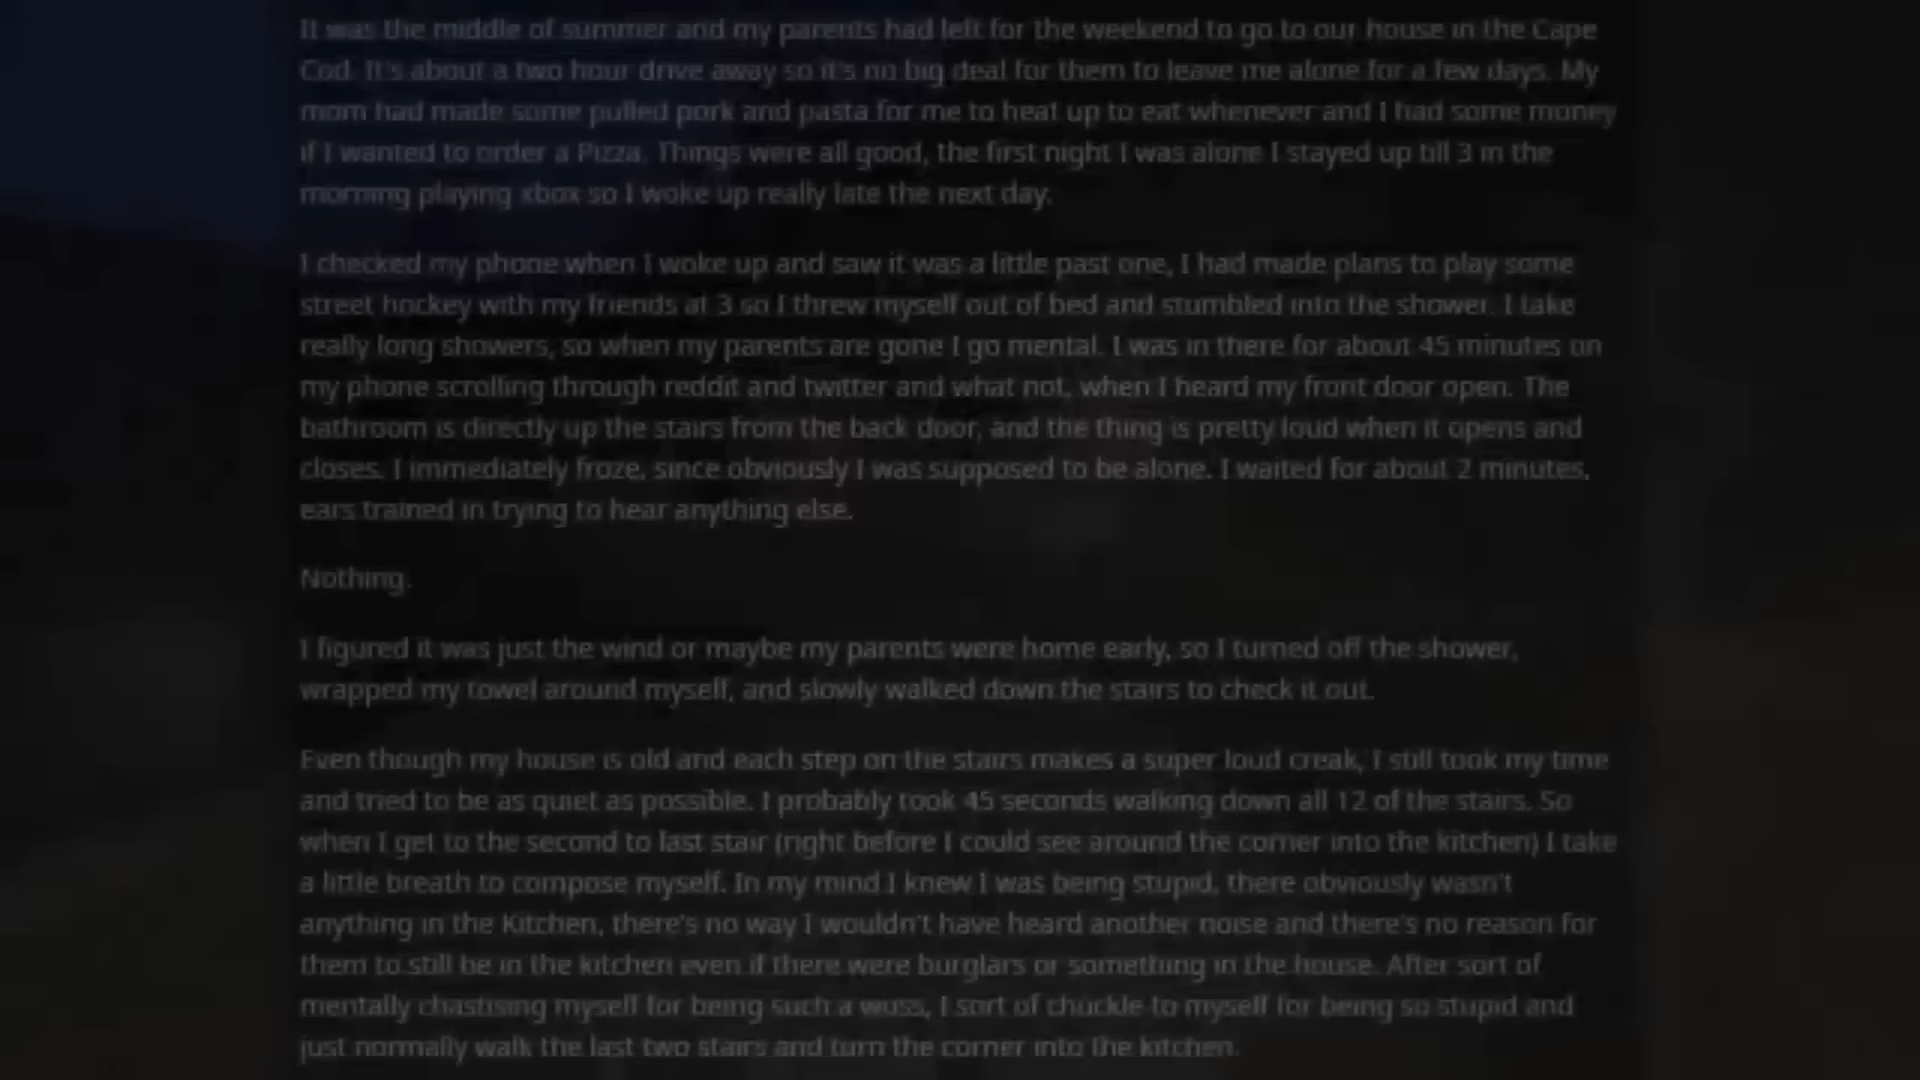 It was the middle of summer and my parents had left for the weekend to go to our house in the Cape
Cod. It's about a two hour drive away so it's no big deal for them to leave me alone for a few days. My
mom had made some pulled pork and pasta for me to heat up to eat whenever and I had some money
if I wanted to order a Pizza. Things were all good, the first night I was alone I stayed up till 3 in the
morning playing xbox so I woke up really late the next day.
I checked my phone when I woke up and saw it was a little past one, I had made plans to play some
street hockey with my friends at 3 so I threw myself out of bed and stumbled into the shower. I take
really long showers, so when my parents are gone I go mental. I was in there for about 45 minutes on
my phone scrolling through reddit and twitter and what not, when I heard my front door open. The
bathroom is directly up the stairs from the back door, and the thing is pretty loud when it opens and
closes. I immediately froze, since obviously I was supposed to be alone. I waited for about 2 minutes,
ears trained in trying to hear anything else.
Nothing.
I figured it was just the wind or maybe my parents were home early, so I turned off the shower,
wrapped my towel around myself, and slowly walked down the stairs to check it out.
Even though my house is old and each step on the stairs makes a super loud creak, I still took my time
and tried to be as quiet as possible. I probably took 45 seconds walking down all 12 of the stairs. So
when I get to the second to last stair (right before I could see around the corner into the kitchen) I take
a little breath to compose myself. In my mind I knew I was being stupid, there obviously wasn't
anything in the Kitchen, there's no way I wouldn't have heard another noise and there's no reason for
them to still be in the kitchen even if there were burglars or something in the house. After sort of
mentally chastising myself for being such a wuss, I sort of chuckle to myself for being so stupid and
just normally walk the last two stairs and turn the corner into the kitchen.